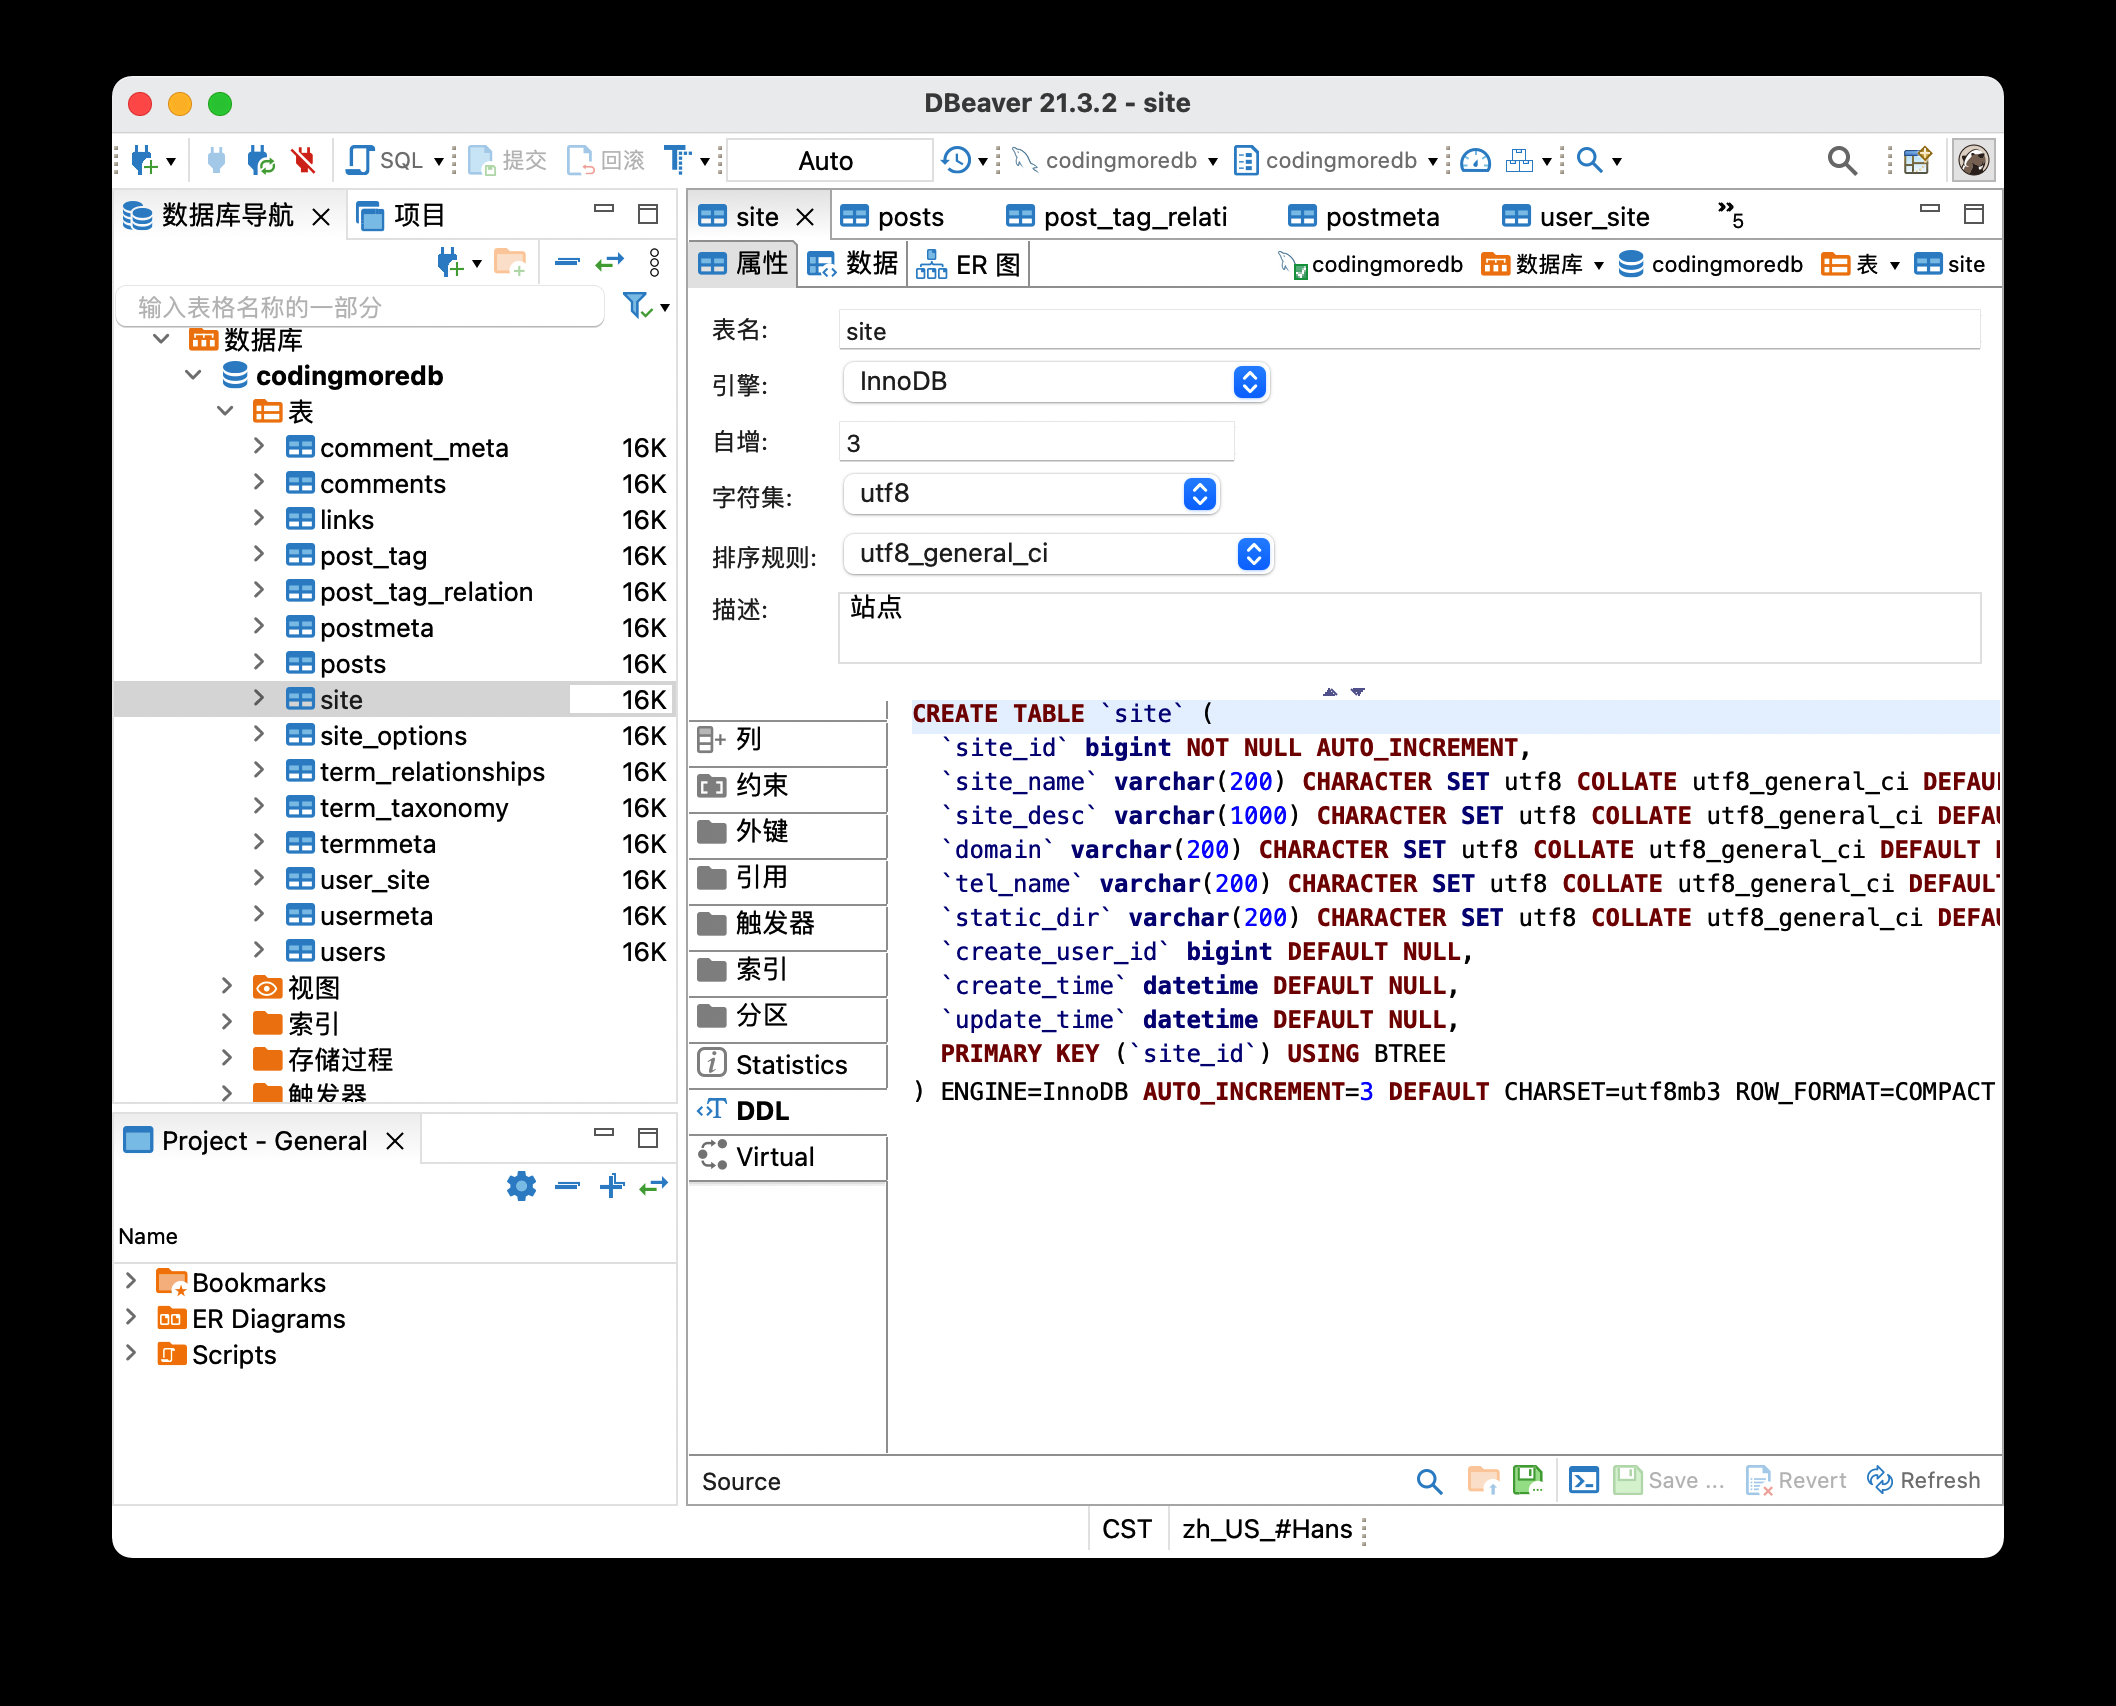 DBeaver 21.3.2 - site
SQL 提交 回滚 Auto codingmoredb codingmoredb
数据库导航 项目
输入表格名称的一部分
数据库
codingmoredb
表
comment_meta 16K
comments 16K
links 16K
post_tag 16K
post_tag_relation 16K
postmeta 16K
posts 16K
site 16K
site_options 16K
term_relationships 16K
term_taxonomy 16K
termmeta 16K
user_site 16K
usermeta 16K
users 16K
视图
索引
存储过程
触发器
Project - General
Name
Bookmarks
ER Diagrams
Scripts
site posts post_tag_relati postmeta user_site »5
属性 数据 ER 图 codingmoredb 数据库 codingmoredb 表 site
表名: site
引擎: InnoDB
自增: 3
字符集: utf8
排序规则: utf8_general_ci
描述: 站点
列
约束
外键
引用
触发器
索引
分区
Statistics
DDL
Virtual
CREATE TABLE `site` (
`site_id` bigint NOT NULL AUTO_INCREMENT,
`site_name` varchar(200) CHARACTER SET utf8 COLLATE utf8_general_ci DEFAU
`site_desc` varchar(1000) CHARACTER SET utf8 COLLATE utf8_general_ci DEFA
`domain` varchar(200) CHARACTER SET utf8 COLLATE utf8_general_ci DEFAULT
`tel_name` varchar(200) CHARACTER SET utf8 COLLATE utf8_general_ci DEFAUL
`static_dir` varchar(200) CHARACTER SET utf8 COLLATE utf8_general_ci DEFA
`create_user_id` bigint DEFAULT NULL,
`create_time` datetime DEFAULT NULL,
`update_time` datetime DEFAULT NULL,
PRIMARY KEY (`site_id`) USING BTREE
) ENGINE=InnoDB AUTO_INCREMENT=3 DEFAULT CHARSET=utf8mb3 ROW_FORMAT=COMPACT
Source Save ... Revert Refresh
CST zh_US_#Hans